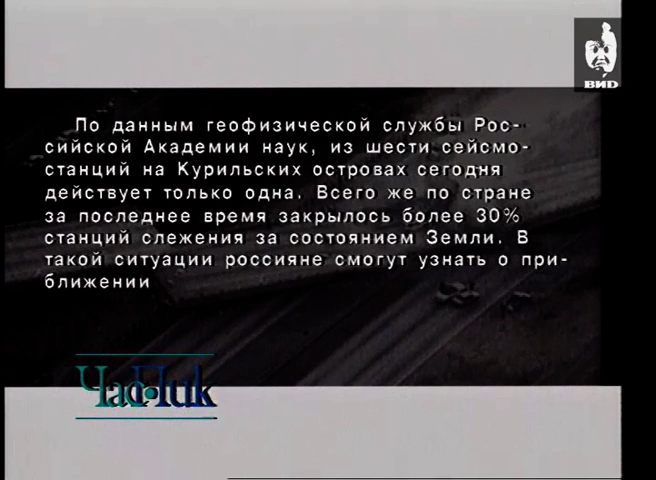 ВИD
По данным геофизической службы Рос-
сийской Академии наук, из шести сейсмо-
станций на Курильских островах сегодня
действует только одна. Всего же по стране
за последнее время закрылось более 30%
станций слежения за состоянием Земли. В
такой ситуации россияне смогут узнать о при-
ближении
Час•Пик